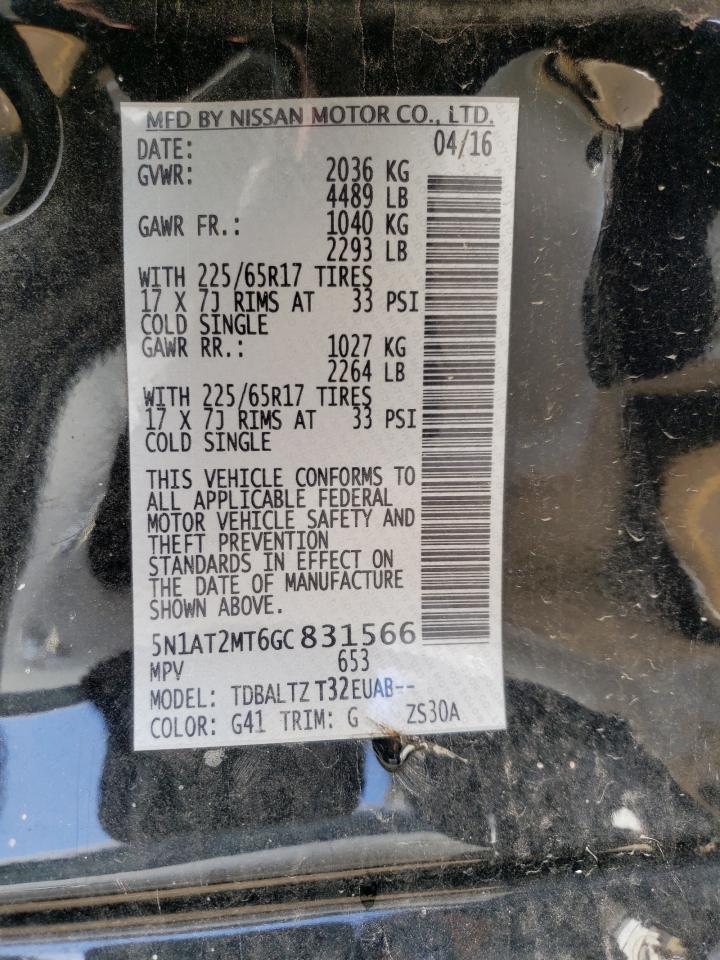 MFD BY NISSAN MOTOR CO., LTD.
DATE: 04/16
GVWR: 2036 KG
4489 LB
GAWR FR.: 1040 KG
2293 LB
WITH 225/65R17 TIRES
17 X 7J RIMS AT 33 PSI
COLD SINGLE
GAWR RR.: 1027 KG
2264 LB
WITH 225/65R17 TIRES
17 X 7J RIMS AT 33 PSI
COLD SINGLE
THIS VEHICLE CONFORMS TO
ALL APPLICABLE FEDERAL
MOTOR VEHICLE SAFETY AND
THEFT PREVENTION
STANDARDS IN EFFECT ON
THE DATE OF MANUFACTURE
SHOWN ABOVE.
5N1AT2MT6GC831566
MPV 653
MODEL: TDBALTZ T32EUAB--
COLOR: G41 TRIM: G ZS30A